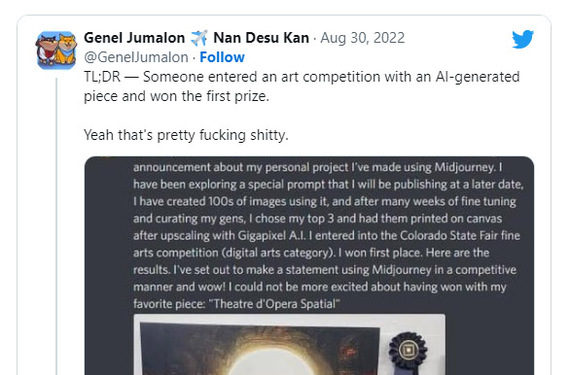 Genel Jumalon ✈️ Nan Desu Kan · Aug 30, 2022
@GenelJumalon · Follow
TL;DR — Someone entered an art competition with an AI-generated
piece and won the first prize.
Yeah that's pretty fucking shitty.
announcement about my personal project I've made using Midjourney. I
have been exploring a special prompt that I will be publishing at a later date,
I have created 100s of images using it, and after many weeks of fine tuning
and curating my gens, I chose my top 3 and had them printed on canvas
after upscaling with Gigapixel A.I. I entered into the Colorado State Fair fine
arts competition (digital arts category). I won first place. Here are the
results. I've set out to make a statement using Midjourney in a competitive
manner and wow! I could not be more excited about having won with my
favorite piece: "Theatre d'Opera Spatial"